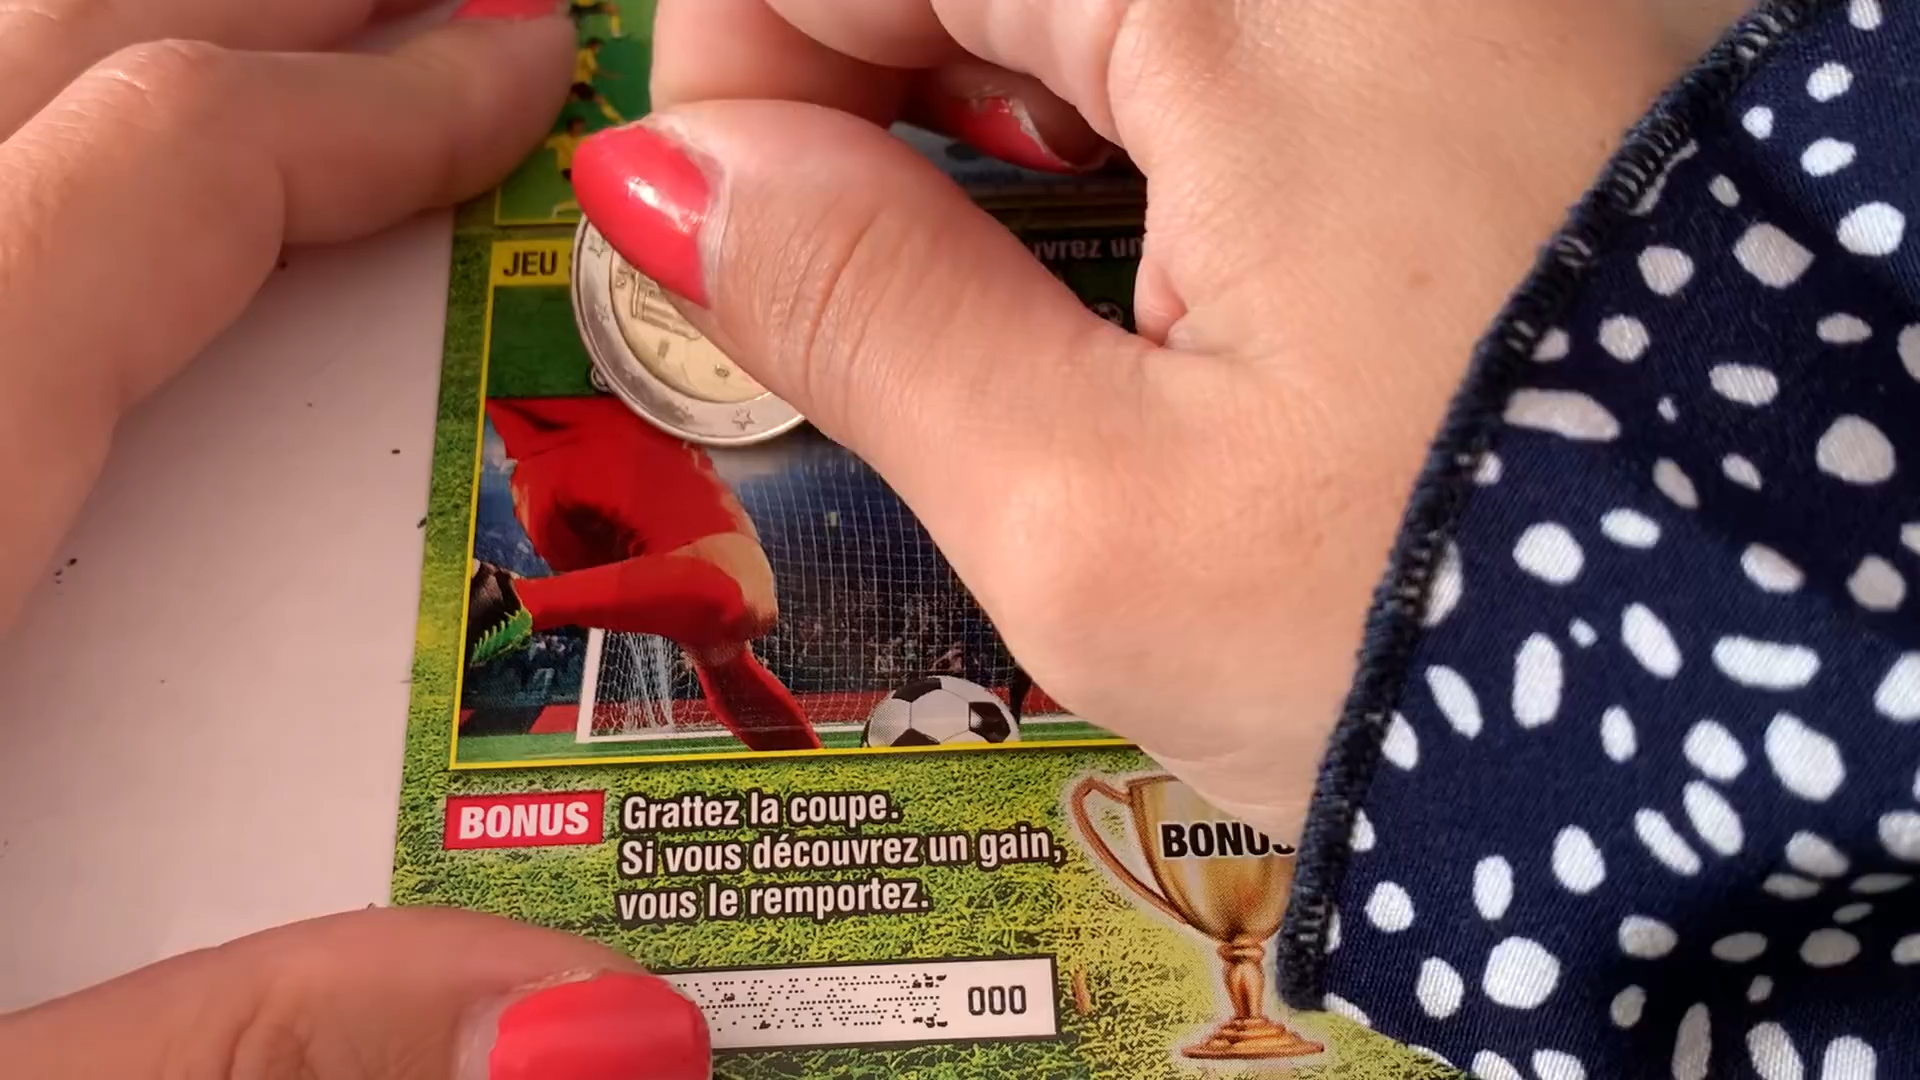 JEU
BONUS
Grattez la coupe.
Si vous découvrez un gain,
vous le remportez.
BONUS
000